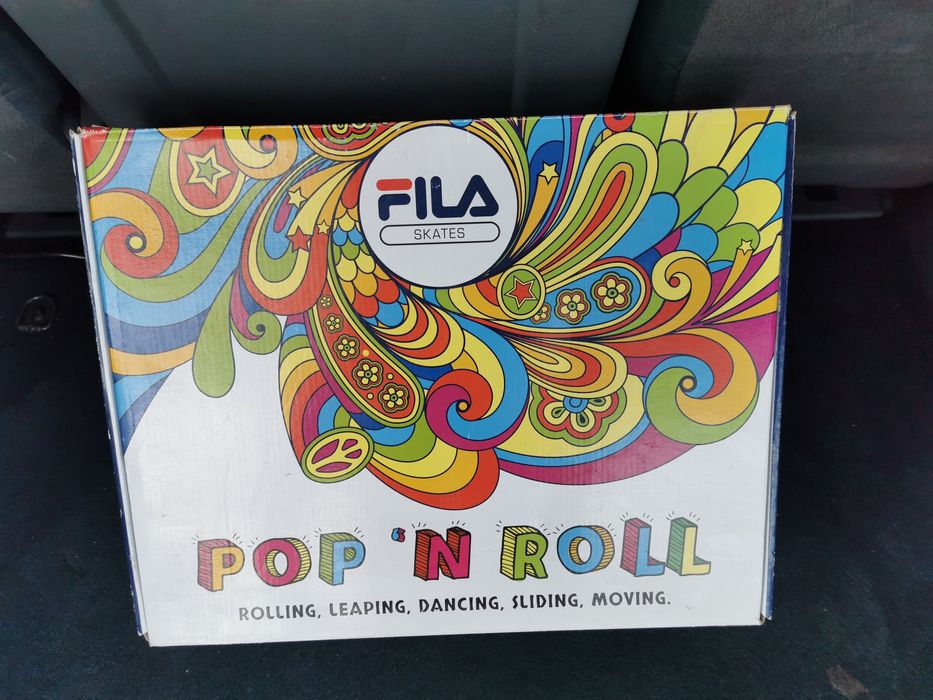 FILA
SKATES
POP 'N ROLL
ROLLING, LEAPING, DANCING, SLIDING, MOVING.